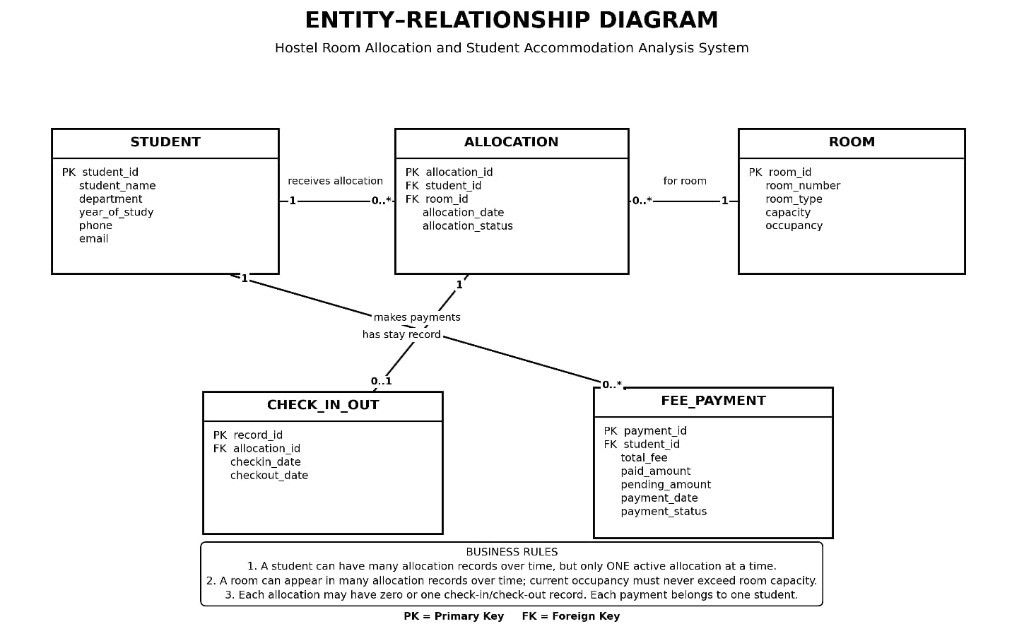 ENTITY–RELATIONSHIP DIAGRAM
Hostel Room Allocation and Student Accommodation Analysis System
STUDENT
PK student_id
student_name
department
year_of_study
phone
email
receives allocation
1
0..*
ALLOCATION
PK allocation_id
FK student_id
FK room_id
allocation_date
allocation_status
for room
0..*
1
ROOM
PK room_id
room_number
room_type
capacity
occupancy
1
1
makes payments
has stay record
0..1
0..*
CHECK_IN_OUT
PK record_id
FK allocation_id
checkin_date
checkout_date
FEE_PAYMENT
PK payment_id
FK student_id
total_fee
paid_amount
pending_amount
payment_date
payment_status
BUSINESS RULES
1. A student can have many allocation records over time, but only ONE active allocation at a time.
2. A room can appear in many allocation records over time; current occupancy must never exceed room capacity.
3. Each allocation may have zero or one check-in/check-out record. Each payment belongs to one student.
PK = Primary Key FK = Foreign Key